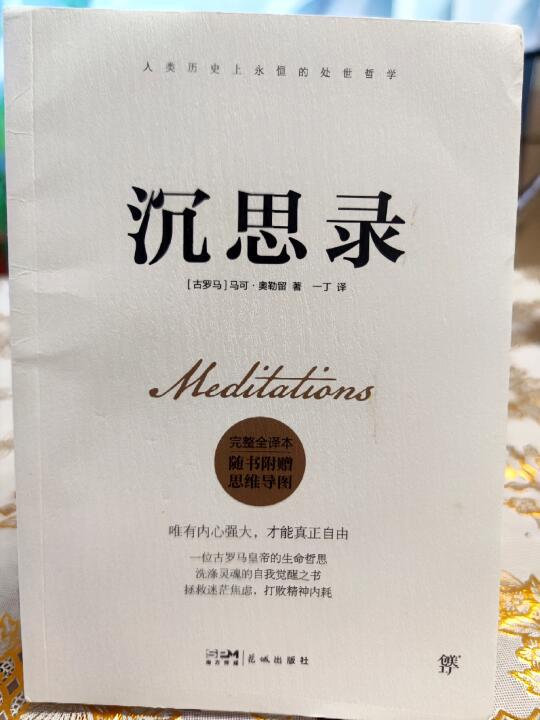 人类历史上永恒的处世哲学
沉思录
[古罗马]马可·奥勒留 著 一丁 译
Meditations
完整全译本
随书附赠
思维导图
唯有内心强大，才能真正自由
一位古罗马皇帝的生命哲思
洗涤灵魂的自我觉醒之书
拯救迷茫焦虑，打败精神内耗
南方传媒 花城出版社